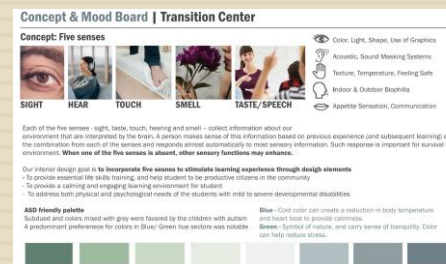 Concept & Mood Board | Transition Center
Concept: Five senses
SIGHT HEAR TOUCH SMELL TASTE/SPEECH
Color, Light, Shape, Use of Graphics
Acoustic, Sound Masking Systems
Texture, Temperature, Feeling Safe
Indoor & Outdoor Biophilia
Appetite Sensation, Communication
Each of the five senses - sight, taste, touch, hearing and smell – collect information about our
environment that are interpreted by the brain. A person makes sense of this information based on previous experience (and subsequent learning) a
the combination from each of the senses and responds almost automatically to most sensory information. Such response is important for survival
environment. When one of the five senses is absent, other sensory functions may enhance.
Our interior design goal is to incorporate five senses to stimulate learning experience through design elements
- To provide essential life skills training, and help student to be productive citizens in the community
- To provide a calming and engaging learning environment for student
- To address both physical and psychological needs of the students with mild to severe developmental disabilities
ASD friendly palette
Subdued and colors mixed with grey were favored by the children with autism
A predominant preference for colors in Blue/ Green hue sectors was notable
Blue - Cold color can create a reduction in body temperature
and heart beat to provide calmness.
Green - Symbol of nature, and carry sense of tranquility. Color
can help reduce stress.